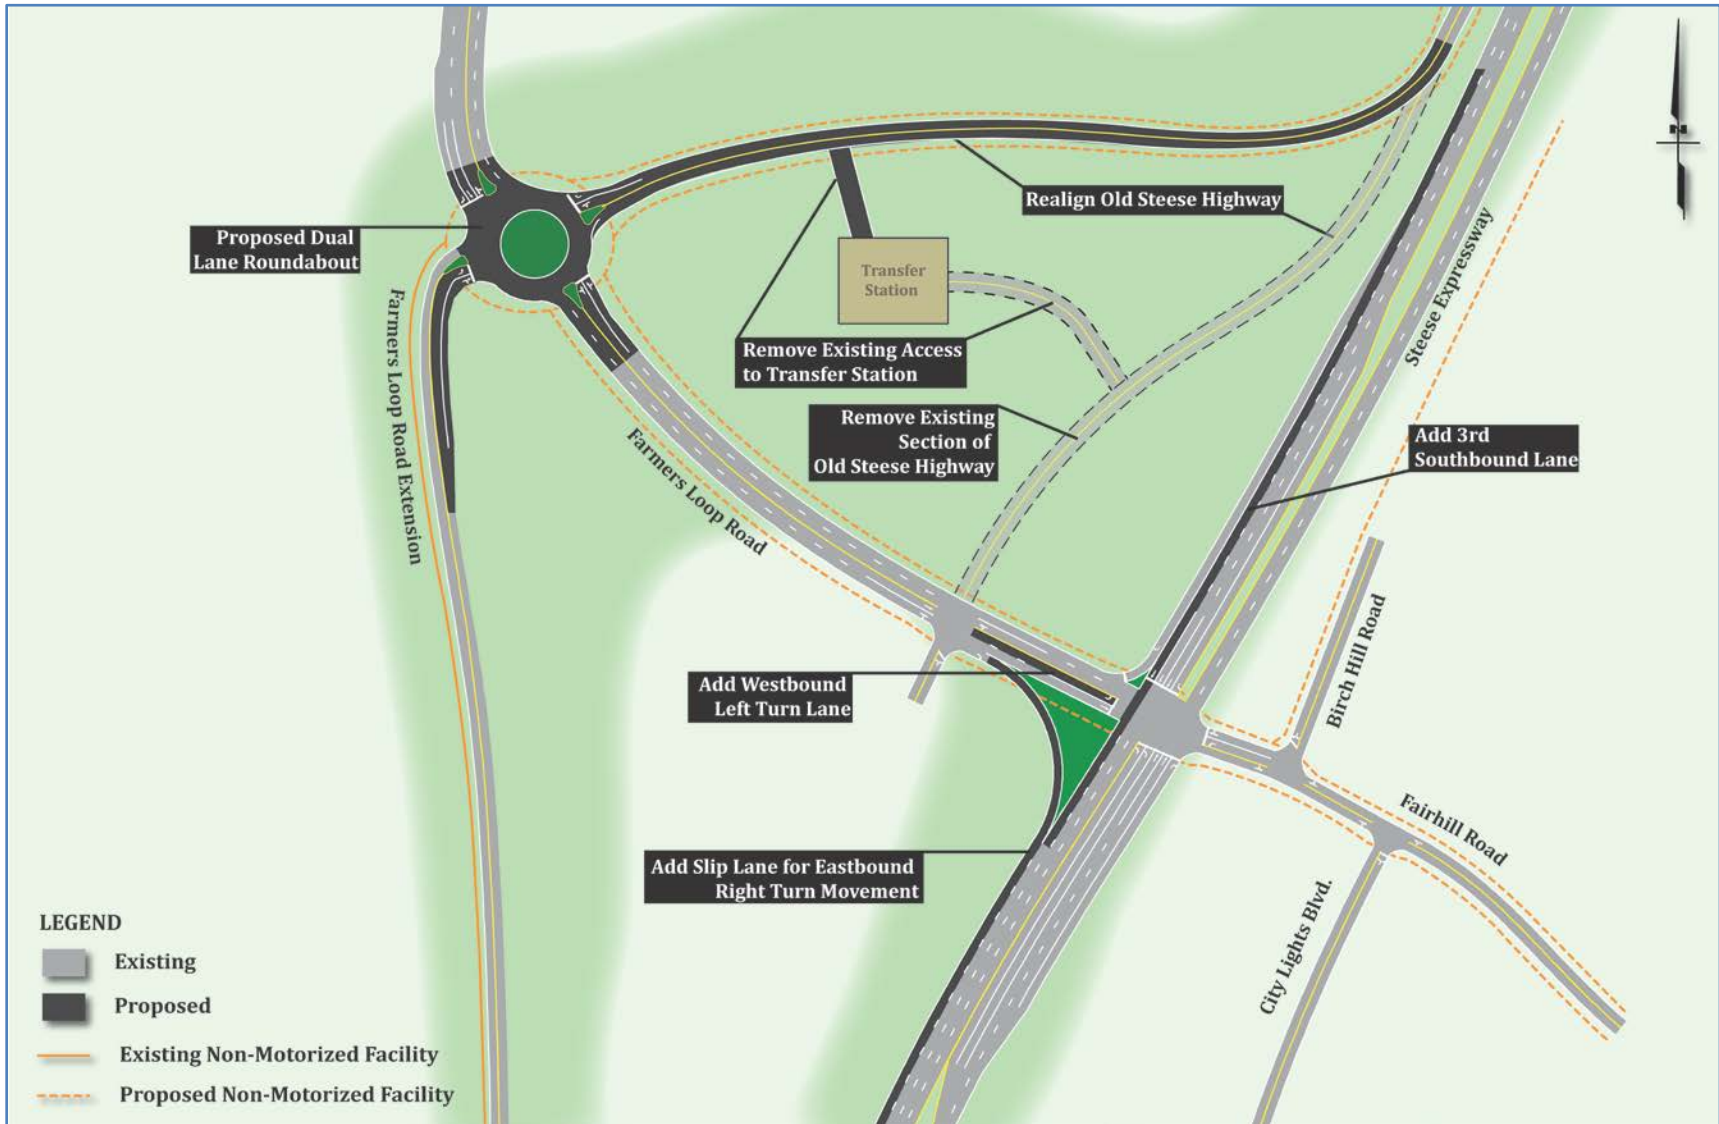 N
Proposed Dual
Lane Roundabout
Realign Old Steese Highway
Transfer
Station
Steese Expressway
Farmers Loop Road Extension
Remove Existing Access
to Transfer Station
Remove Existing
Section of
Old Steese Highway
Add 3rd
Southbound Lane
Farmers Loop Road
Birch Hill Road
Add Westbound
Left Turn Lane
Fairhill Road
Add Slip Lane for Eastbound
Right Turn Movement
City Lights Blvd.
LEGEND
Existing
Proposed
Existing Non-Motorized Facility
Proposed Non-Motorized Facility